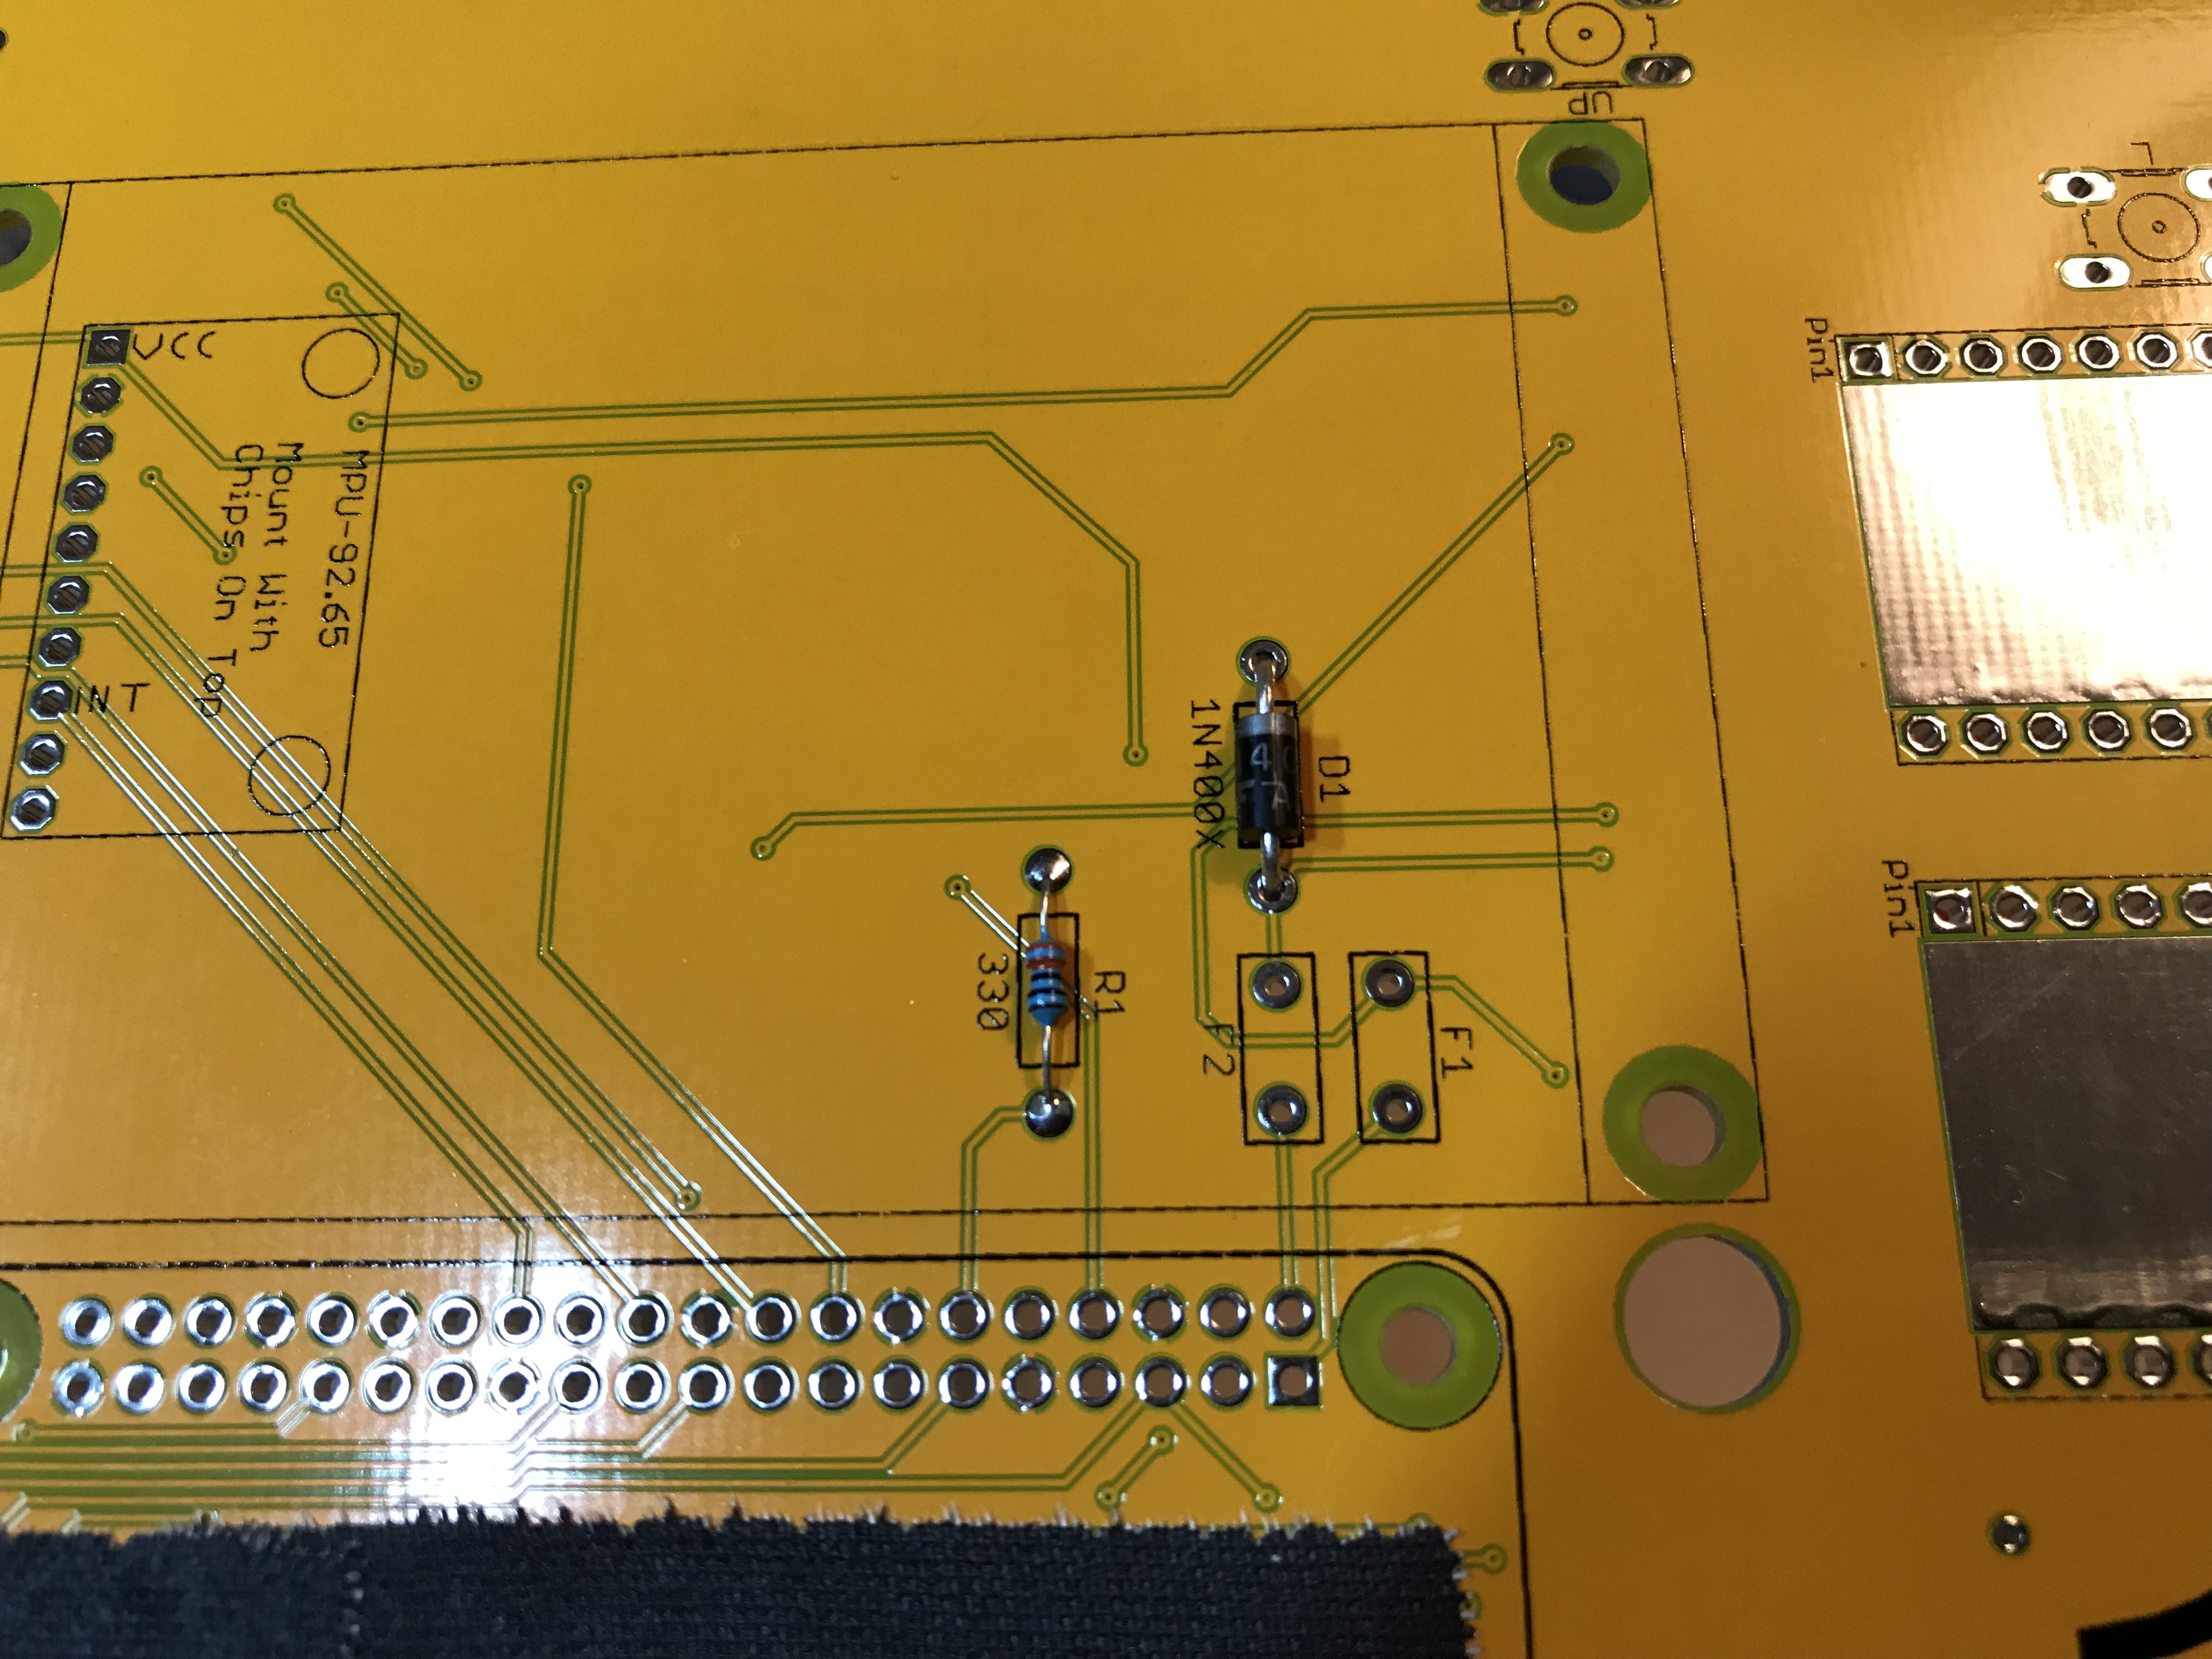 UP
L
VCC
MPU-92.65
Mount With
Chips On Top
INT
Pin1
D1
1N400X
4
R1
330
F1
F2
Pin1